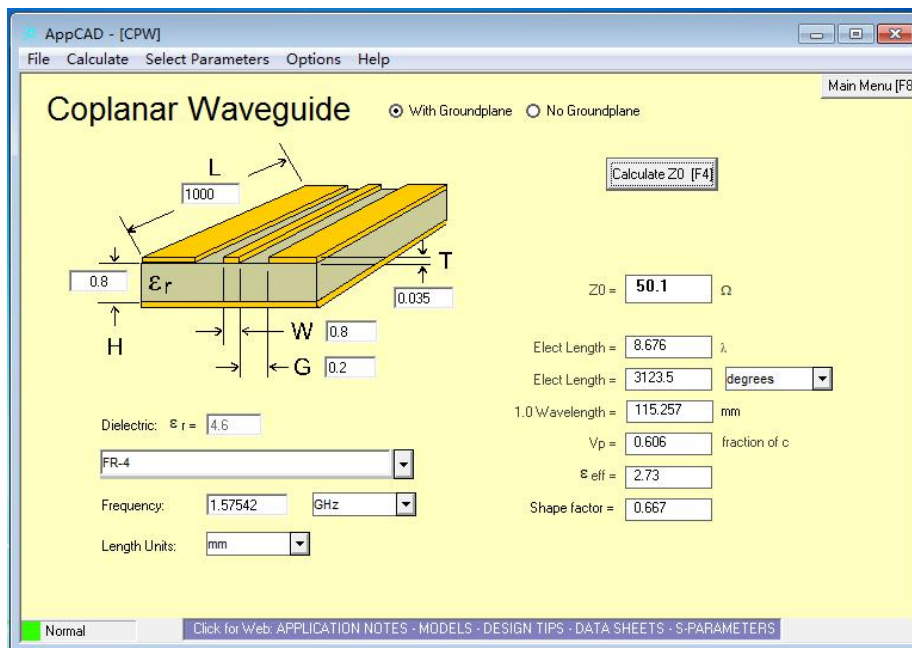 AppCAD - [CPW]
File Calculate Select Parameters Options Help
Main Menu [F8
Coplanar Waveguide
With Groundplane No Groundplane
Calculate Z0 [F4]
L
1000
0.8
εr
T
0.035
H
W 0.8
G 0.2
Z0 = 50.1 Ω
Elect Length = 8.676 λ
Elect Length = 3123.5 degrees
1.0 Wavelength = 115.257 mm
Vp = 0.606 fraction of c
ε eff = 2.73
Shape factor = 0.667
Dielectric: ε r = 4.6
FR-4
Frequency: 1.57542 GHz
Length Units: mm
Normal
Click for Web: APPLICATION NOTES - MODELS - DESIGN TIPS - DATA SHEETS - S-PARAMETERS